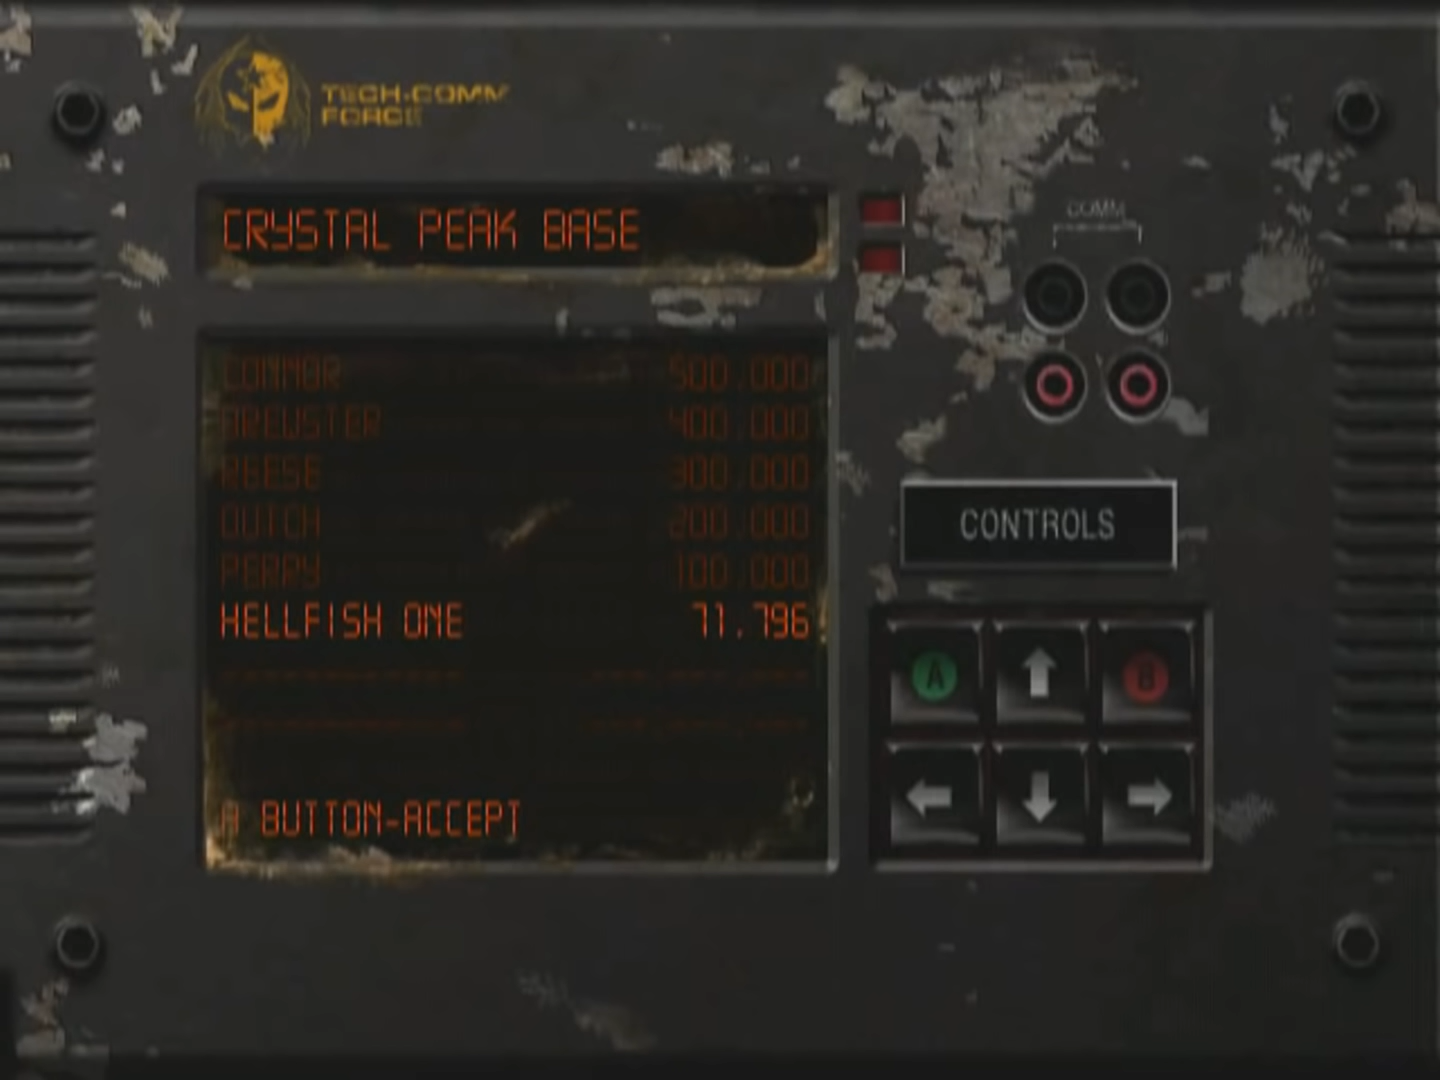 TECH-COMM
FORCE
CRYSTAL PEAK BASE
COMM
CONNOR 500,000
BREWSTER 400,000
REESE 300,000
DUTCH 200,000
PERRY 100,000
HELLFISH ONE 71,796
A BUTTON-ACCEPT
CONTROLS
A
B